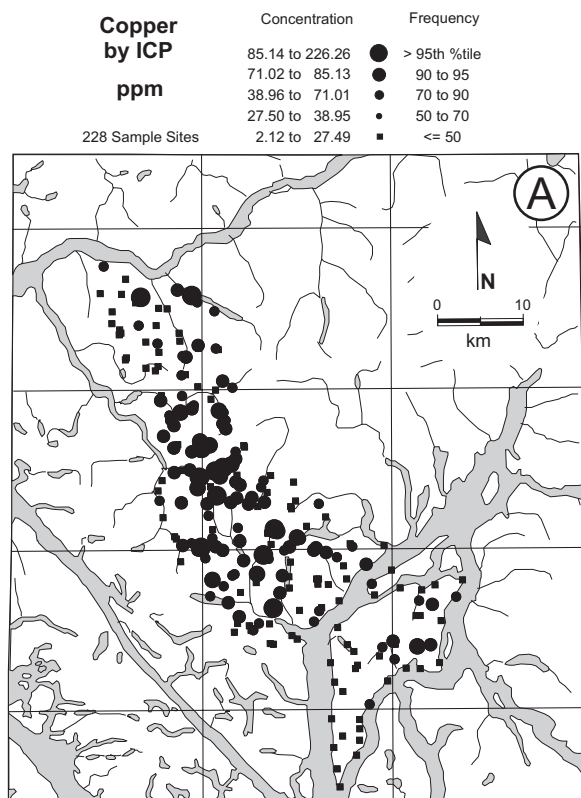 Copper
by ICP
ppm
228 Sample Sites
Concentration Frequency
85.14 to 226.26 > 95th %tile
71.02 to 85.13 90 to 95
38.96 to 71.01 70 to 90
27.50 to 38.95 50 to 70
2.12 to 27.49 <= 50
A
N
0 10
km